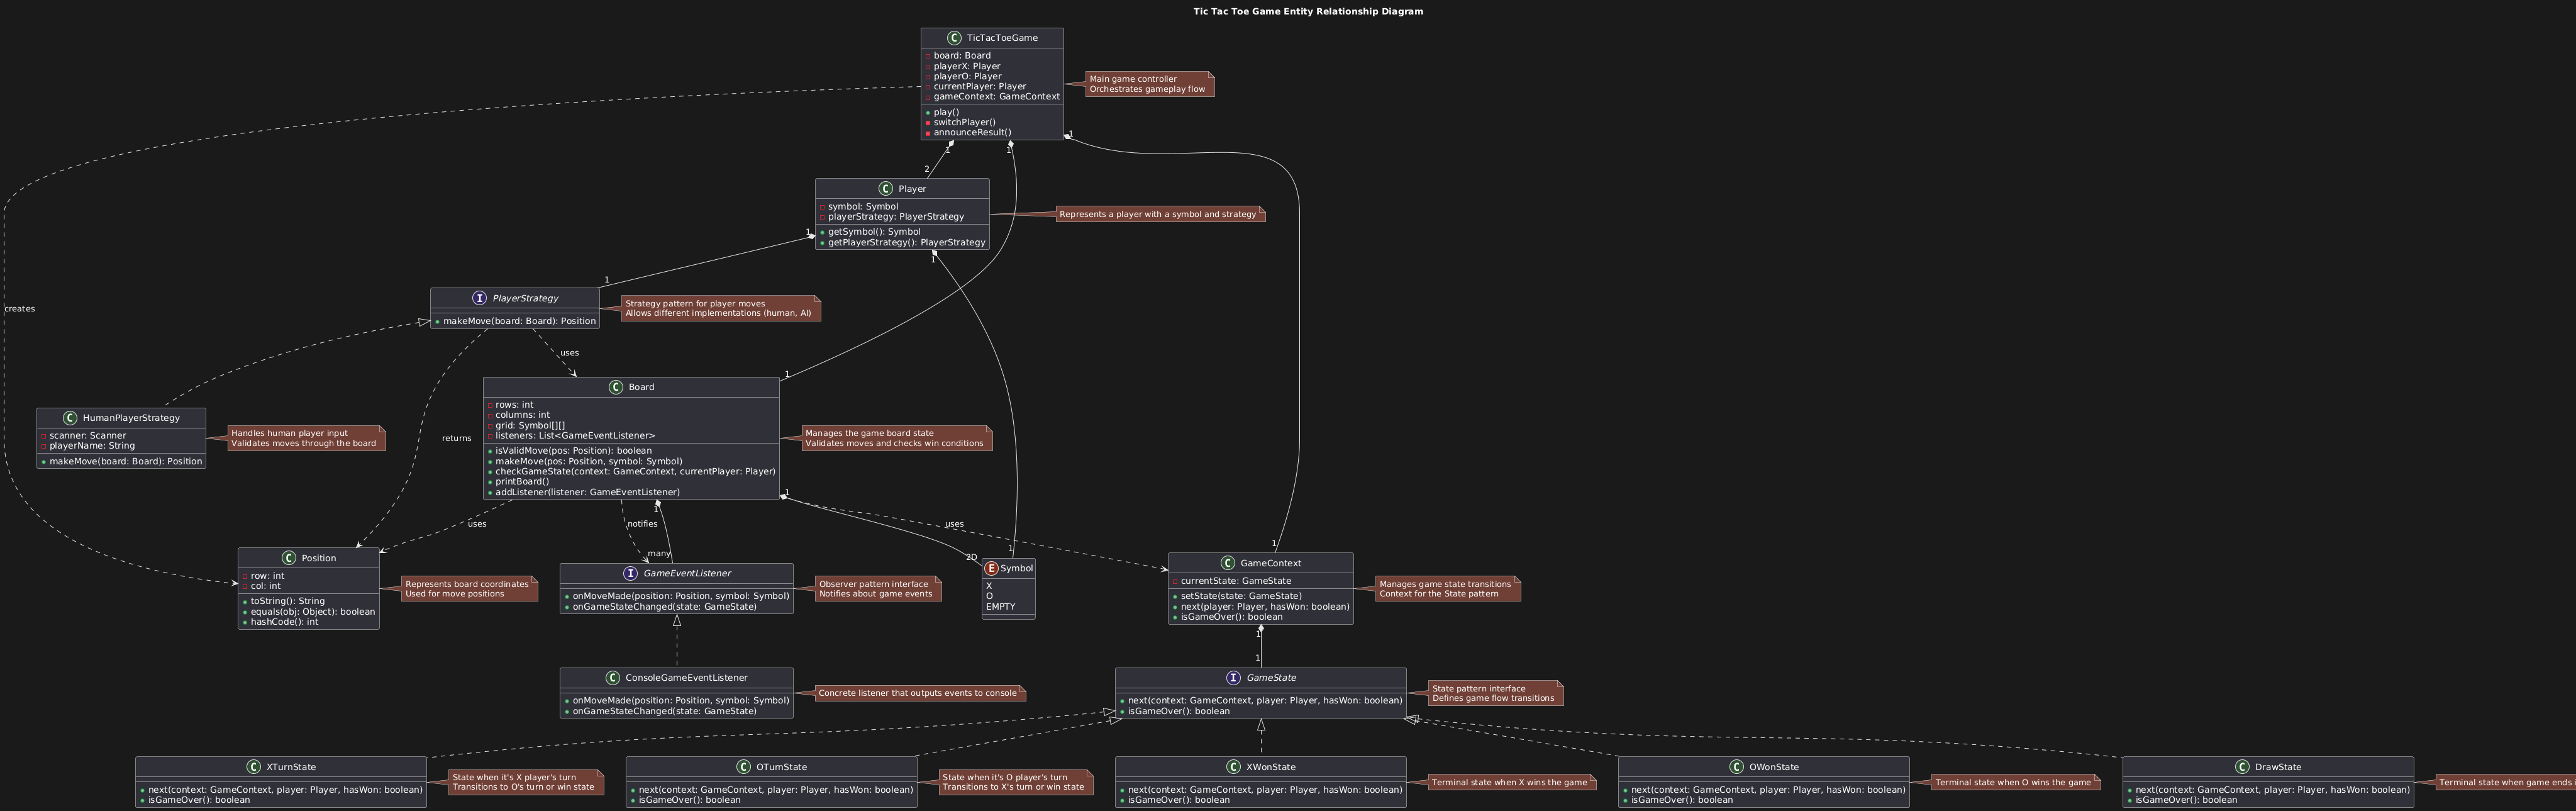 Tic Tac Toe Game Entity Relationship Diagram
C TicTacToeGame
board: Board
playerX: Player
playerO: Player
currentPlayer: Player
gameContext: GameContext
play()
switchPlayer()
announceResult()
Main game controller
Orchestrates gameplay flow
1
1
1
2
C Player
symbol: Symbol
playerStrategy: PlayerStrategy
getSymbol(): Symbol
getPlayerStrategy(): PlayerStrategy
Represents a player with a symbol and strategy
1
1
1
creates
I PlayerStrategy
makeMove(board: Board): Position
Strategy pattern for player moves
Allows different implementations (human, AI)
uses
returns
1
C HumanPlayerStrategy
scanner: Scanner
playerName: String
makeMove(board: Board): Position
Handles human player input
Validates moves through the board
C Board
rows: int
columns: int
grid: Symbol[][]
listeners: List<GameEventListener>
isValidMove(pos: Position): boolean
makeMove(pos: Position, symbol: Symbol)
checkGameState(context: GameContext, currentPlayer: Player)
printBoard()
addListener(listener: GameEventListener)
Manages the game board state
Validates moves and checks win conditions
1
1
uses
notifies
uses
many
2D
1
1
C Position
row: int
col: int
toString(): String
equals(obj: Object): boolean
hashCode(): int
Represents board coordinates
Used for move positions
I GameEventListener
onMoveMade(position: Position, symbol: Symbol)
onGameStateChanged(state: GameState)
Observer pattern interface
Notifies about game events
E Symbol
X
O
EMPTY
C GameContext
currentState: GameState
setState(state: GameState)
next(player: Player, hasWon: boolean)
isGameOver(): boolean
Manages game state transitions
Context for the State pattern
1
1
C ConsoleGameEventListener
onMoveMade(position: Position, symbol: Symbol)
onGameStateChanged(state: GameState)
Concrete listener that outputs events to console
I GameState
next(context: GameContext, player: Player, hasWon: boolean)
isGameOver(): boolean
State pattern interface
Defines game flow transitions
C XTurnState
next(context: GameContext, player: Player, hasWon: boolean)
isGameOver(): boolean
State when it's X player's turn
Transitions to O's turn or win state
C OTurnState
next(context: GameContext, player: Player, hasWon: boolean)
isGameOver(): boolean
State when it's O player's turn
Transitions to X's turn or win state
C XWonState
next(context: GameContext, player: Player, hasWon: boolean)
isGameOver(): boolean
Terminal state when X wins the game
C OWonState
next(context: GameContext, player: Player, hasWon: boolean)
isGameOver(): boolean
Terminal state when O wins the game
C DrawState
next(context: GameContext, player: Player, hasWon: boolean)
isGameOver(): boolean
Terminal state when game ends